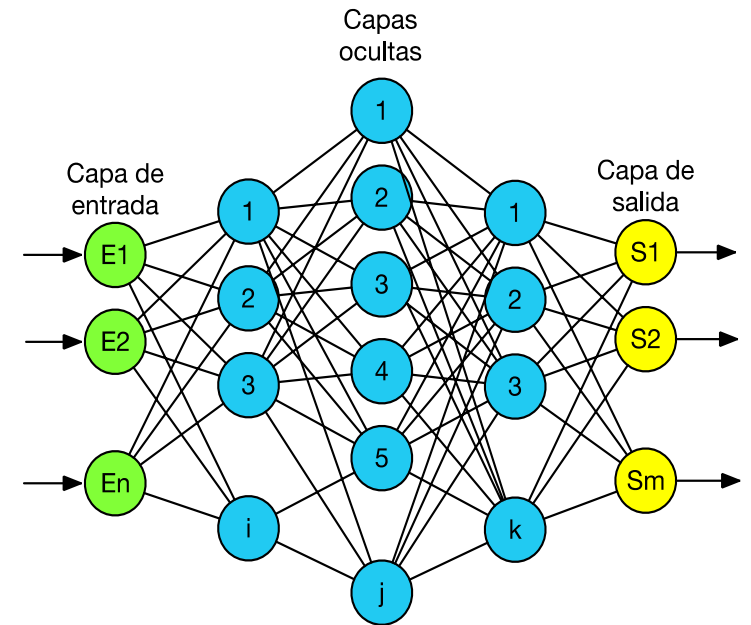 Capas
ocultas
Capa de
entrada
Capa de
salida
E1
E2
En
1
2
3
i
1
2
3
4
5
j
1
2
3
k
S1
S2
Sm